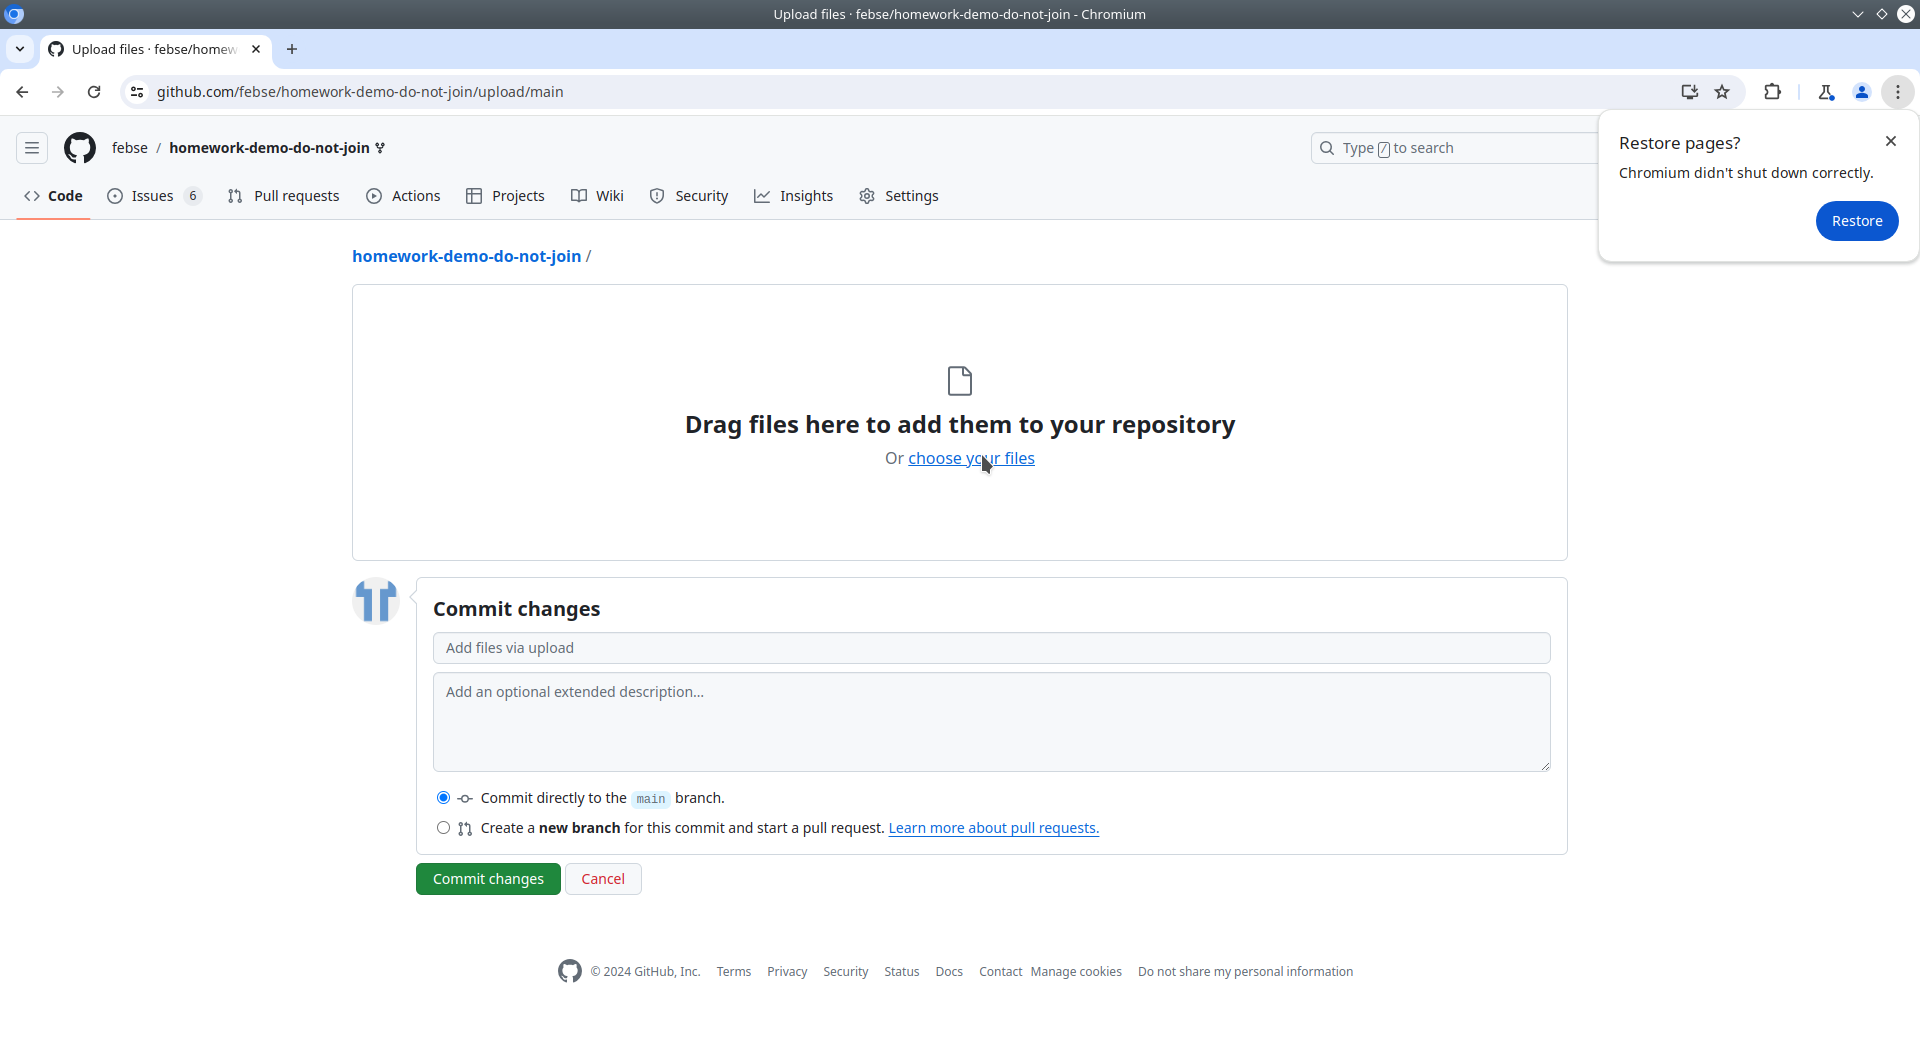 Upload files · febse/homework-demo-do-not-join - Chromium
Upload files · febse/homew
github.com/febse/homework-demo-do-not-join/upload/main
febse / homework-demo-do-not-join
Type / to search
Restore pages?
Chromium didn't shut down correctly.
Restore
Code
Issues 6
Pull requests
Actions
Projects
Wiki
Security
Insights
Settings
homework-demo-do-not-join /
Drag files here to add them to your repository
Or choose your files
Commit changes
Add files via upload
Add an optional extended description...
Commit directly to the main branch.
Create a new branch for this commit and start a pull request. Learn more about pull requests.
Commit changes
Cancel
© 2024 GitHub, Inc. Terms Privacy Security Status Docs Contact Manage cookies Do not share my personal information